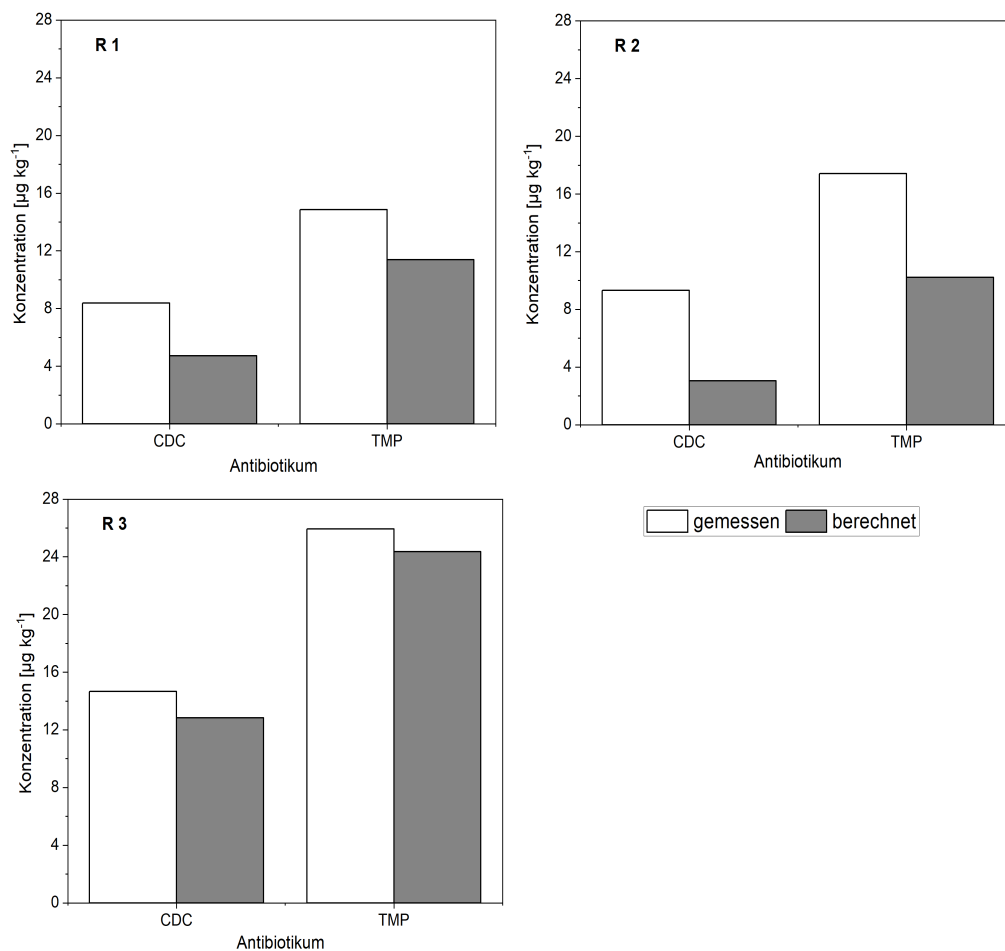 R 1
Konzentration [µg kg⁻¹]
28
24
20
16
12
8
4
0
CDC
TMP
Antibiotikum
R 2
Konzentration [µg kg⁻¹]
28
24
20
16
12
8
4
0
CDC
TMP
Antibiotikum
R 3
Konzentration [µg kg⁻¹]
28
24
20
16
12
8
4
0
CDC
TMP
Antibiotikum
gemessen
berechnet